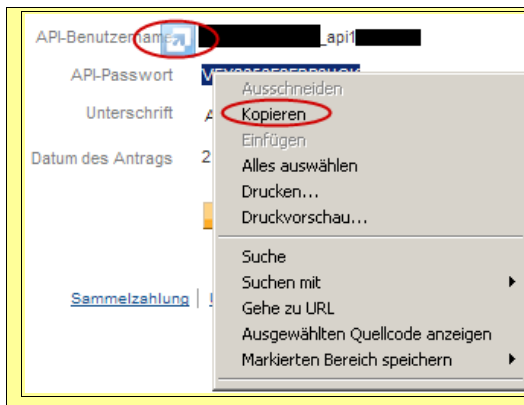 API-Benutzername _api1
API-Passwort
Unterschrift A
Datum des Antrags 2
Ausschneiden
Kopieren
Einfügen
Alles auswählen
Drucken...
Druckvorschau...
Suche
Suchen mit
Gehe zu URL
Ausgewählten Quellcode anzeigen
Markierten Bereich speichern
Sammelzahlung